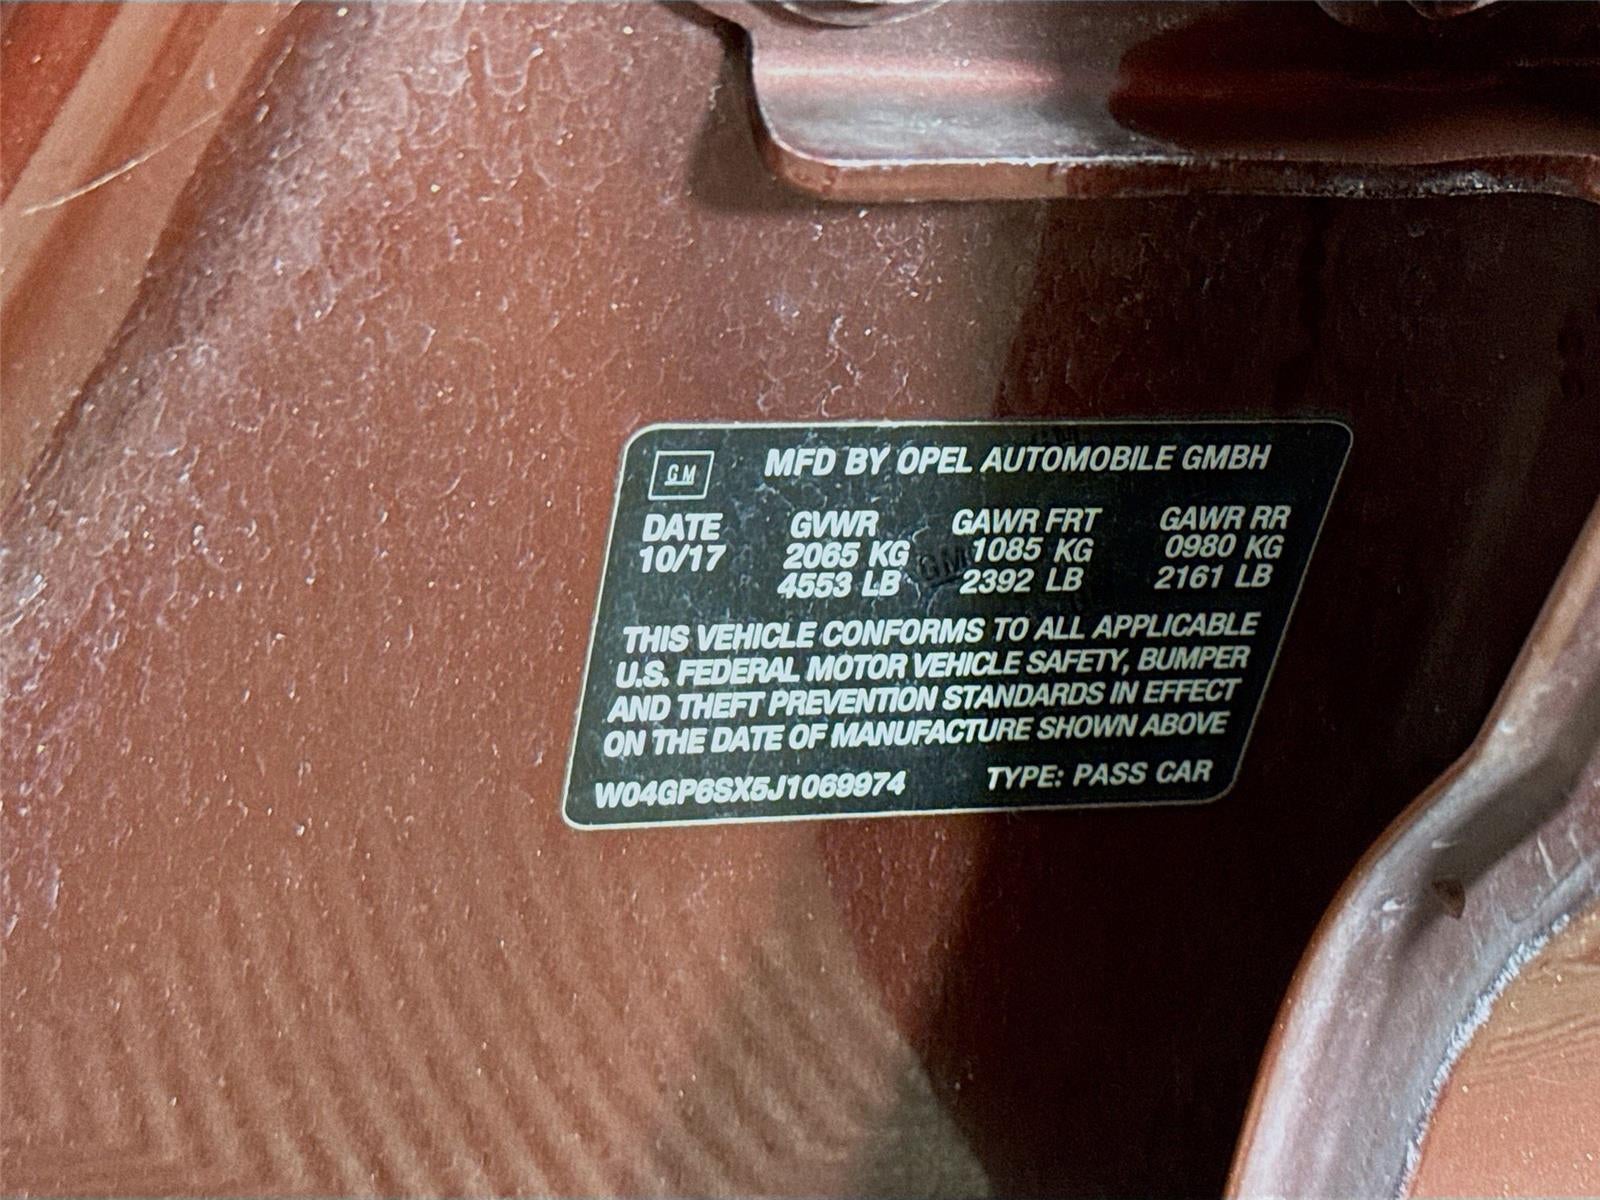 GM
MFD BY OPEL AUTOMOBILE GMBH
DATE GVWR GAWR FRT GAWR RR
10/17 2065 KG 1085 KG 0980 KG
4553 LB 2392 LB 2161 LB
THIS VEHICLE CONFORMS TO ALL APPLICABLE
U.S. FEDERAL MOTOR VEHICLE SAFETY, BUMPER
AND THEFT PREVENTION STANDARDS IN EFFECT
ON THE DATE OF MANUFACTURE SHOWN ABOVE
W04GP6SX5J1069974 TYPE: PASS CAR